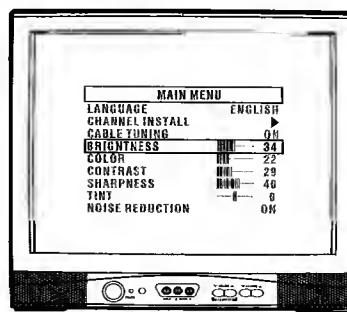 MAIN MENU
LANGUAGE ENGLISH
CHANNEL INSTALL ▶
CABLE TUNING ON
BRIGHTNESS 34
COLOR 22
CONTRAST 29
SHARPNESS 40
TINT 0
NOISE REDUCTION ON